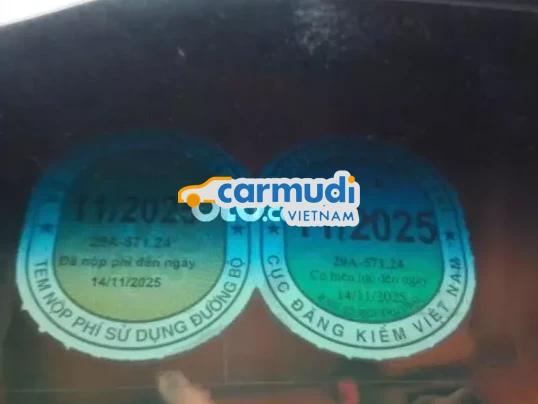 11/2025
29A-571.24
Đã nộp phí đến ngày
14/11/2025
TEM NỘP PHÍ SỬ DỤNG ĐƯỜNG BỘ
carmudi
VIETNAM
11/2025
29A-571.24
Có hiệu lực đến ngày
14/11/2025
CỤC ĐĂNG KIỂM VIỆT NAM